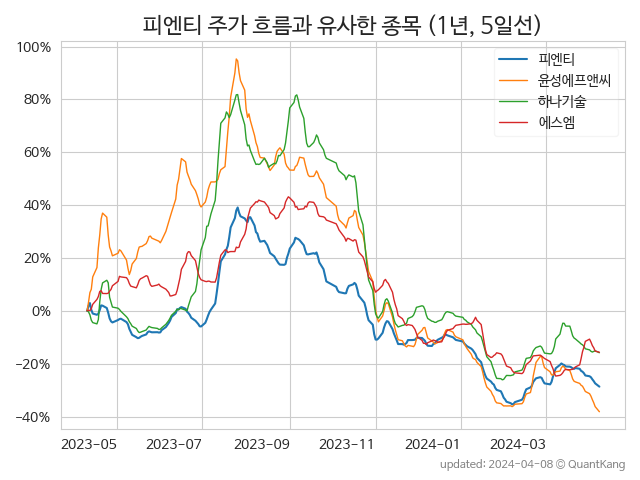 피엔티 주가 흐름과 유사한 종목 (1년, 5일선)
100%
80%
60%
40%
20%
0%
−20%
−40%
피엔티
윤성에프앤씨
하나기술
에스엠
2023-05
2023-07
2023-09
2023-11
2024-01
2024-03
updated: 2024-04-08 © QuantKang